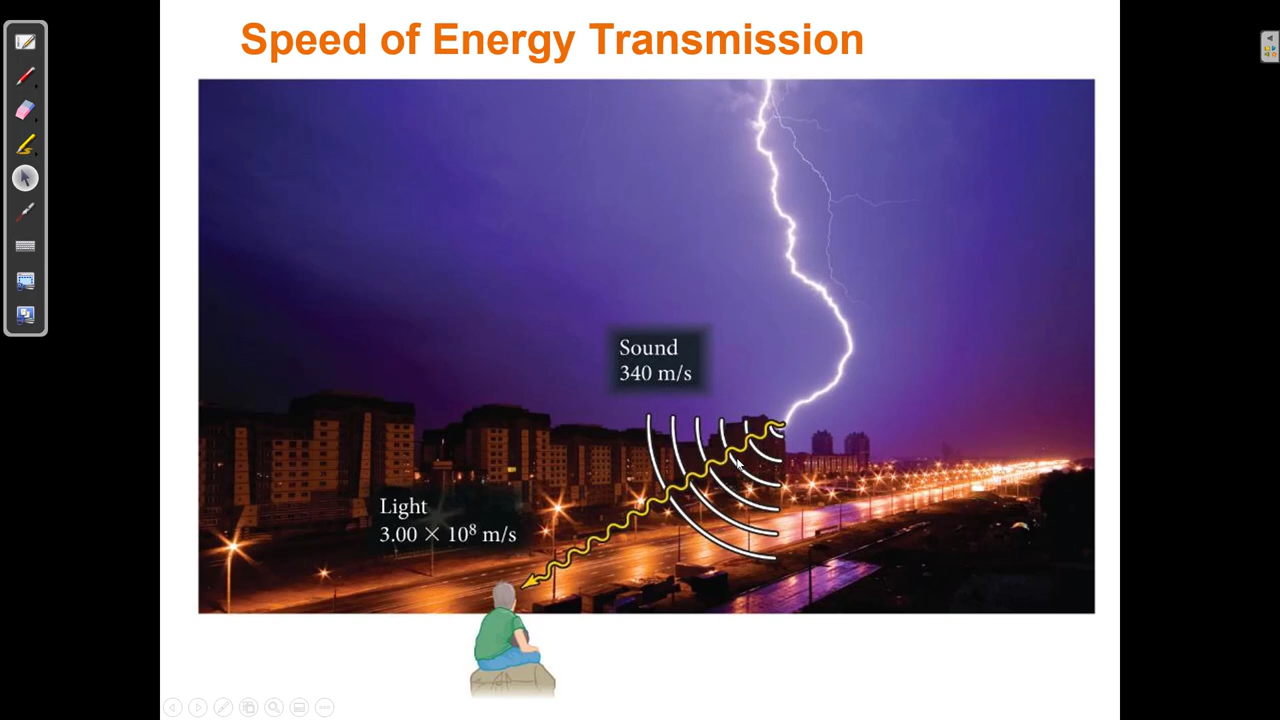 Speed of Energy Transmission
Sound
340 m/s
Light
3.00 × 10⁸ m/s